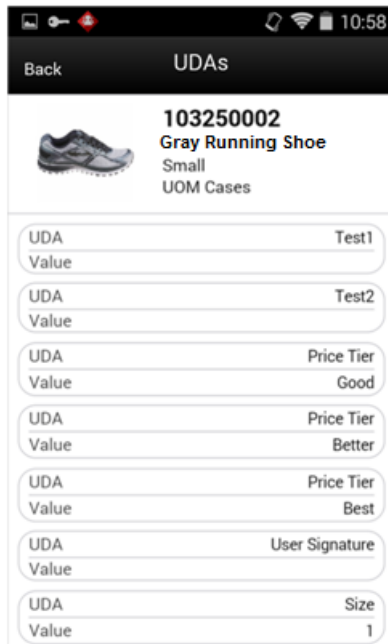 10:58
Back
UDAs
103250002
Gray Running Shoe
Small
UOM Cases
UDA Test1
Value
UDA Test2
Value
UDA Price Tier
Value Good
UDA Price Tier
Value Better
UDA Price Tier
Value Best
UDA User Signature
Value
UDA Size
Value 1